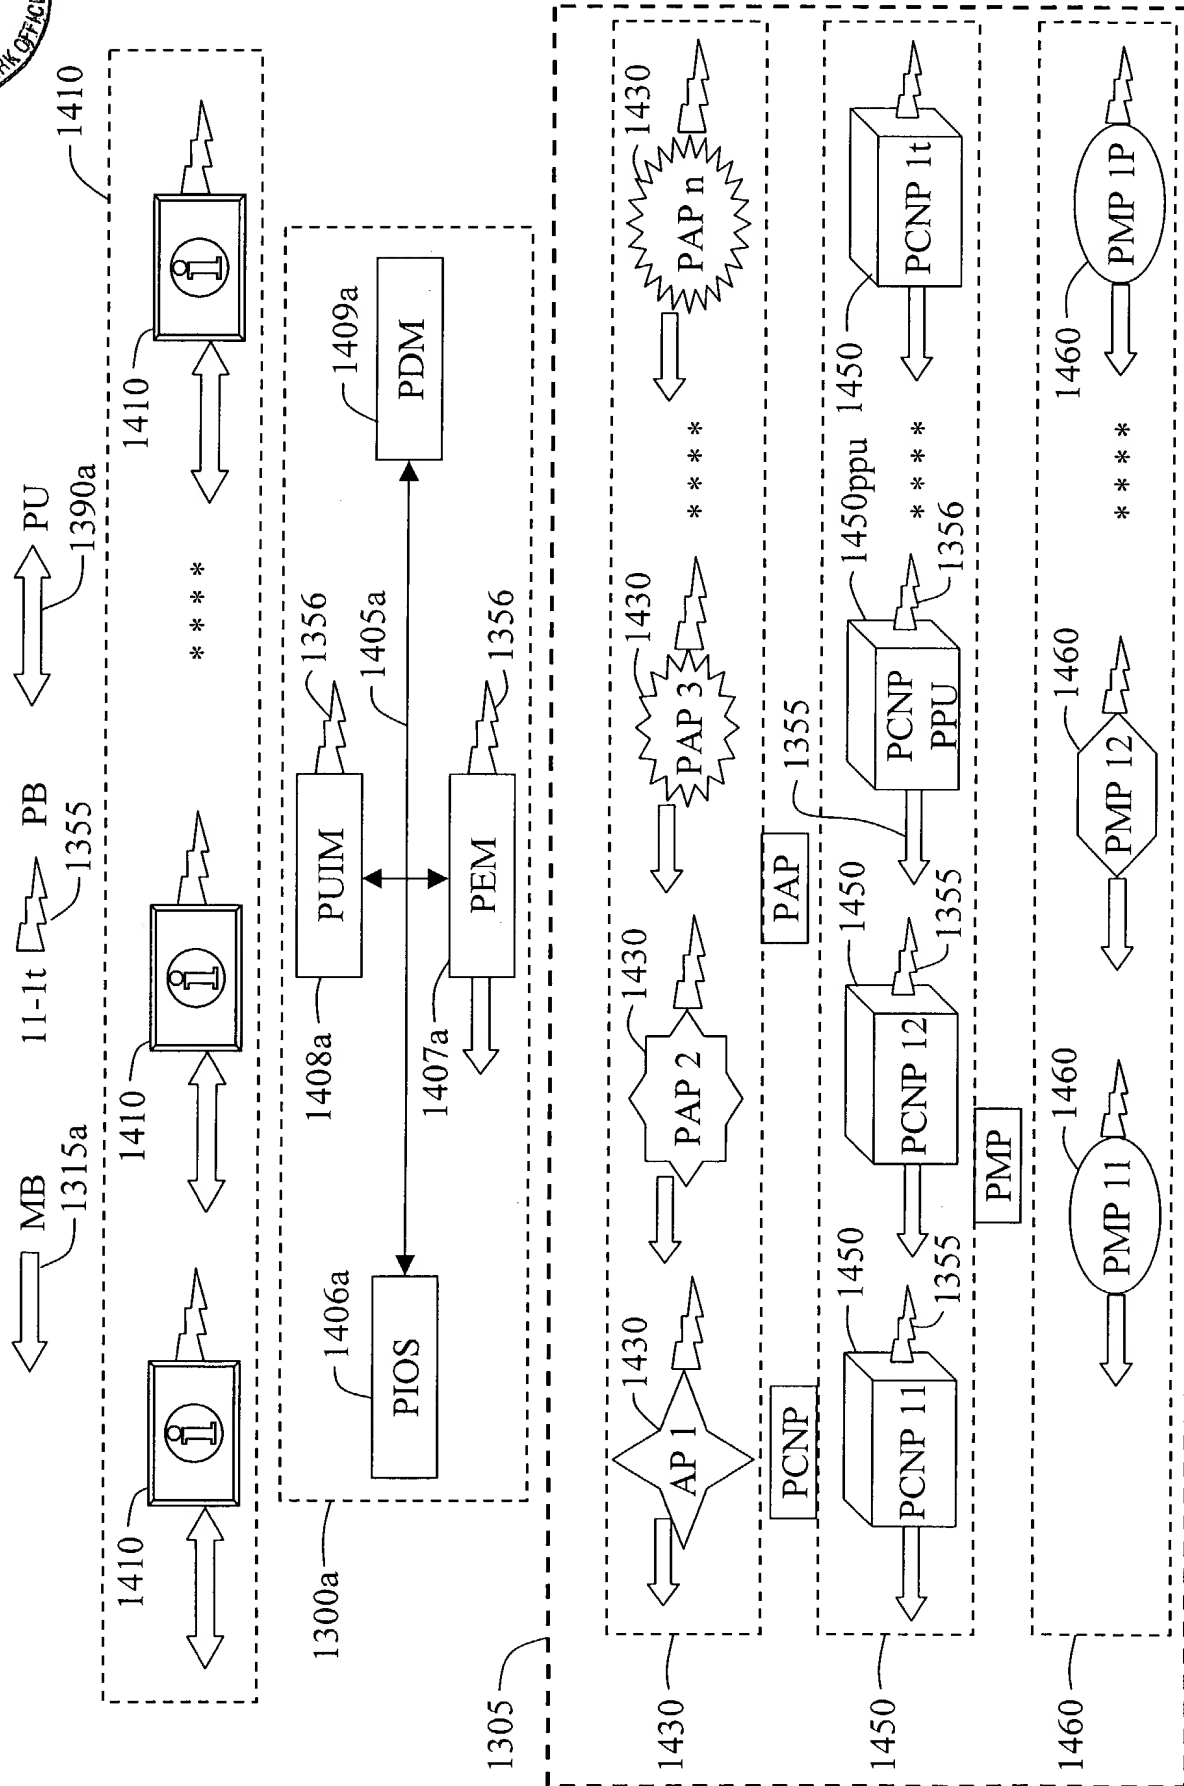 RK OFFIC
MB
11-1t
PB
PU
1315a
1355
1390a
1410
1410
1410
1410
i
i
**** 
i
1300a
1406a
1408a
1356
1405a
1409a
PUIM
PIOS
PDM
1407a
1356
PEM
1305
1430
1430
1430
1430
1430
AP 1
PAP 2
PAP 3
****
PAP n
PCNP
PAP
1355
1450
1450
1450
1450ppu
1450
1355
1355
1356
PCNP 11
PCNP 12
PCNP
PPU
****
PCNP 1t
PMP
1460
1460
1460
1460
PMP 11
PMP 12
****
PMP 1P